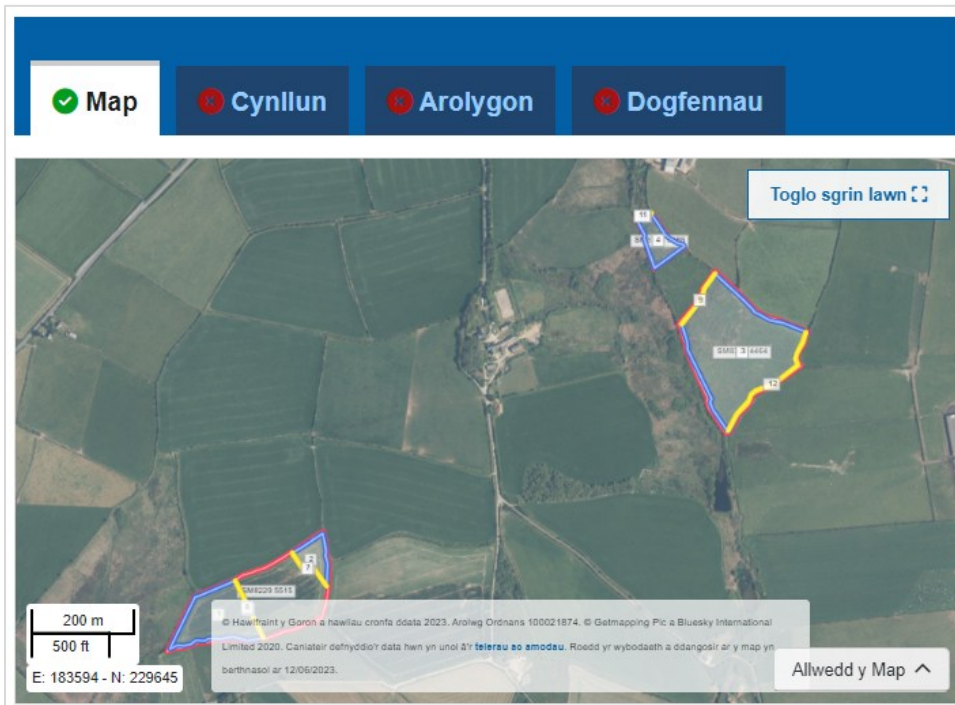 Map
Cynllun
Arolygon
Dogfennau
Toglo sgrin lawn
11
4
9
3 4464
12
2
7
SM8229 5515
200 m
500 ft
© Hawlfraint y Goron a hawliau cronfa ddata 2023. Arolwg Ordnans 100021874. © Getmapping Plc a Bluesky International
Limited 2020. Caniateir defnyddio'r data hwn yn unol â'r telerau ac amodau. Roedd yr wybodaeth a ddangosir ar y map yn
berthnasol ar 12/06/2023.
E: 183594 - N: 229645
Allwedd y Map